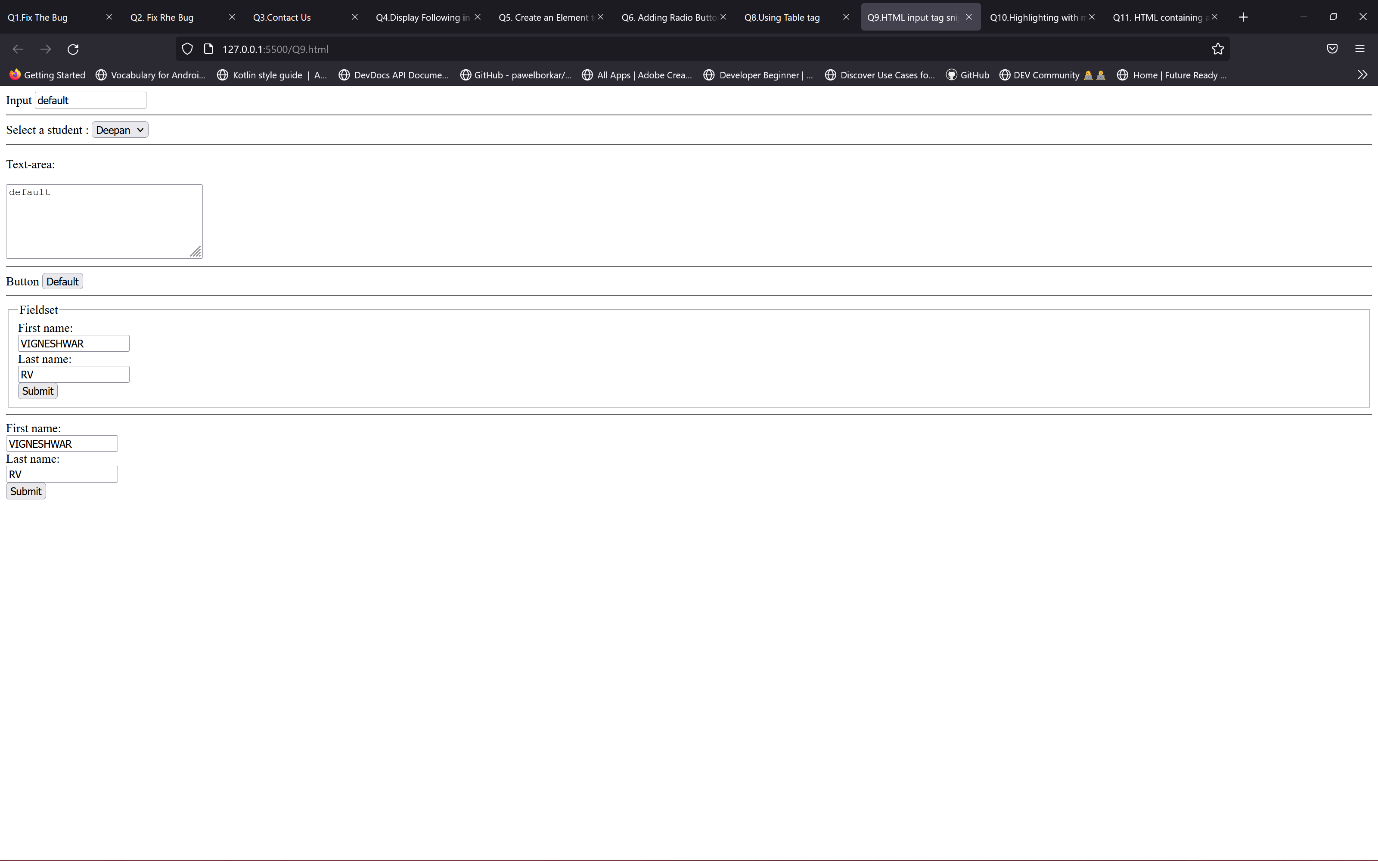 Q1.Fix The Bug
Q2. Fix Rhe Bug
Q3.Contact Us
Q4.Display Following in
Q5. Create an Element t
Q6. Adding Radio Butto
Q8.Using Table tag
Q9.HTML input tag sni
Q10.Highlighting with m
Q11. HTML containing a
127.0.0.1:5500/Q9.html
Getting Started
Vocabulary for Androi...
Kotlin style guide | A...
DevDocs API Docume...
GitHub - pawelborkar/...
All Apps | Adobe Crea...
Developer Beginner | ...
Discover Use Cases fo...
GitHub
DEV Community
Home | Future Ready ...
Input default
Select a student : Deepan
Text-area:
default
Button Default
Fieldset
First name:
VIGNESHWAR
Last name:
RV
Submit
First name:
VIGNESHWAR
Last name:
RV
Submit